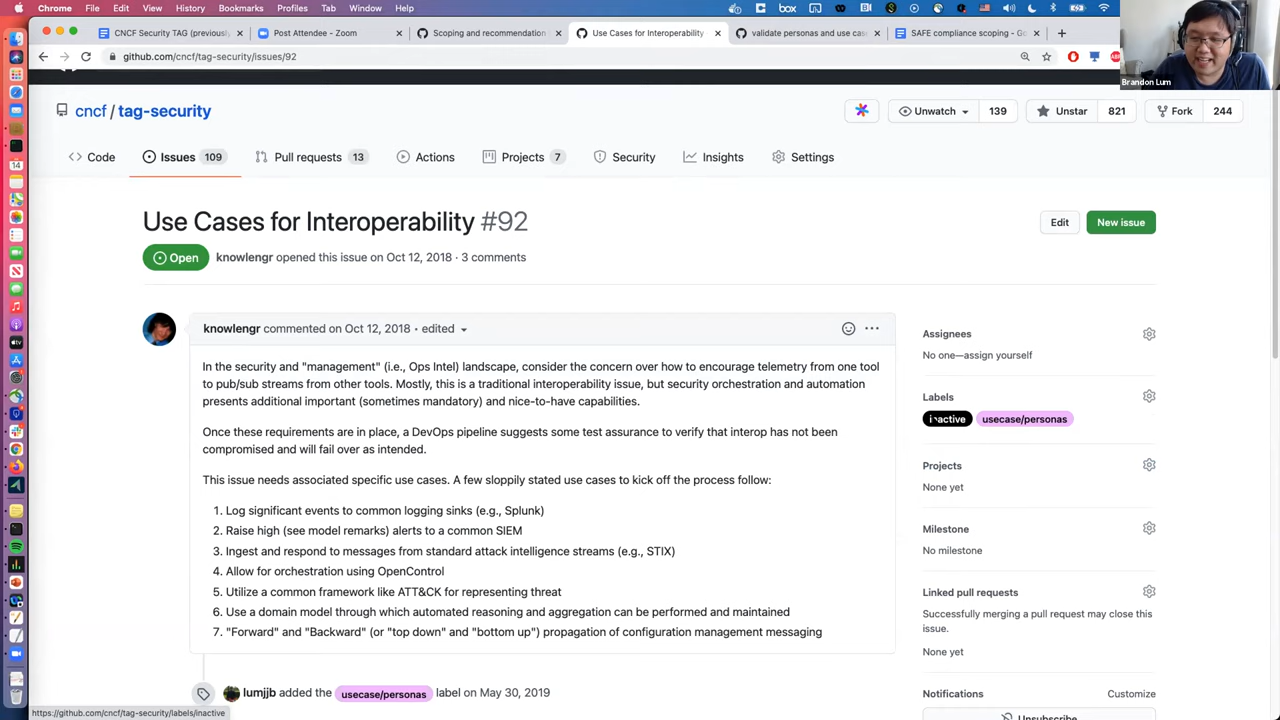 Chrome File Edit View History Bookmarks Profiles Tab Window Help
box
CNCF Security TAG (previously
Post Attendee - Zoom
Scoping and recommendation
Use Cases for Interoperability
validate personas and use cas
SAFE compliance scoping - Go
github.com/cncf/tag-security/issues/92
Brandon Lum
cncf / tag-security
Unwatch 139
Unstar 821
Fork 244
Code
Issues 109
Pull requests 13
Actions
Projects 7
Security
Insights
Settings
Use Cases for Interoperability #92
Edit
New issue
Open
knowlengr opened this issue on Oct 12, 2018 · 3 comments
knowlengr commented on Oct 12, 2018 • edited
In the security and "management" (i.e., Ops Intel) landscape, consider the concern over how to encourage telemetry from one tool
to pub/sub streams from other tools. Mostly, this is a traditional interoperability issue, but security orchestration and automation
presents additional important (sometimes mandatory) and nice-to-have capabilities.
Once these requirements are in place, a DevOps pipeline suggests some test assurance to verify that interop has not been
compromised and will fail over as intended.
This issue needs associated specific use cases. A few sloppily stated use cases to kick off the process follow:
1. Log significant events to common logging sinks (e.g., Splunk)
2. Raise high (see model remarks) alerts to a common SIEM
3. Ingest and respond to messages from standard attack intelligence streams (e.g., STIX)
4. Allow for orchestration using OpenControl
5. Utilize a common framework like ATT&CK for representing threat
6. Use a domain model through which automated reasoning and aggregation can be performed and maintained
7. "Forward" and "Backward" (or "top down" and "bottom up") propagation of configuration management messaging
lumjjb added the usecase/personas label on May 30, 2019
Assignees
No one—assign yourself
Labels
inactive usecase/personas
Projects
None yet
Milestone
No milestone
Linked pull requests
Successfully merging a pull request may close this
issue.
None yet
Notifications
Customize
Unsubscribe
https://github.com/cncf/tag-security/labels/inactive